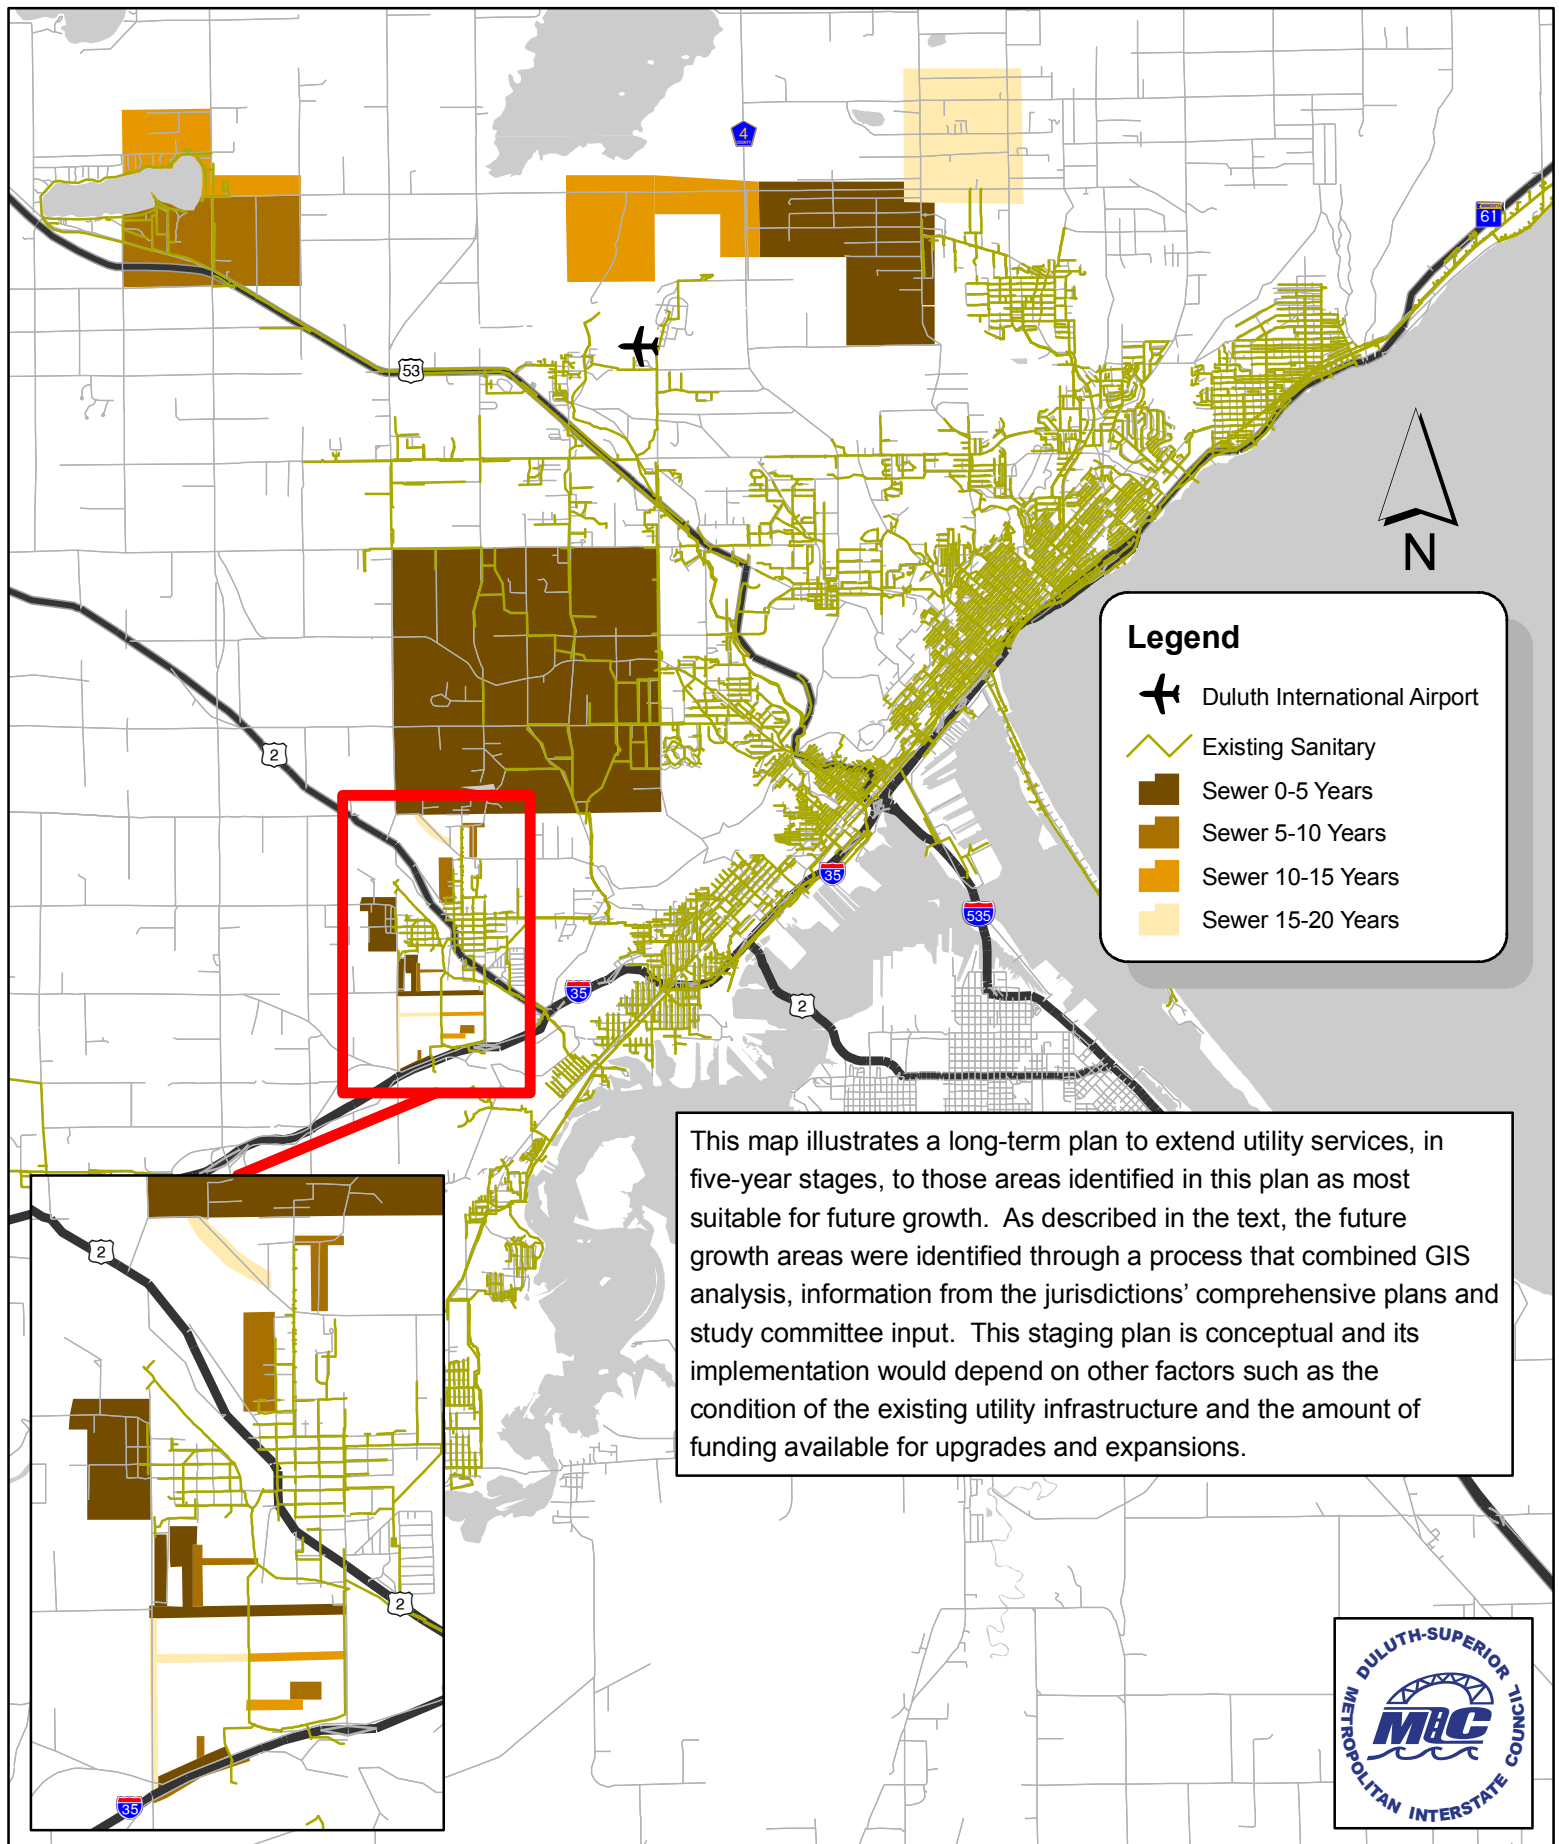 4
COUNTY
MINNESOTA
61
53
N
Legend
Duluth International Airport
Existing Sanitary
Sewer 0-5 Years
Sewer 5-10 Years
Sewer 10-15 Years
Sewer 15-20 Years
2
35
535
35
2
This map illustrates a long-term plan to extend utility services, in
five-year stages, to those areas identified in this plan as most
suitable for future growth.  As described in the text, the future
growth areas were identified through a process that combined GIS
analysis, information from the jurisdictions’ comprehensive plans and
study committee input.  This staging plan is conceptual and its
implementation would depend on other factors such as the
condition of the existing utility infrastructure and the amount of
funding available for upgrades and expansions.
2
2
35
DULUTH-SUPERIOR
METROPOLITAN INTERSTATE COUNCIL
MIC